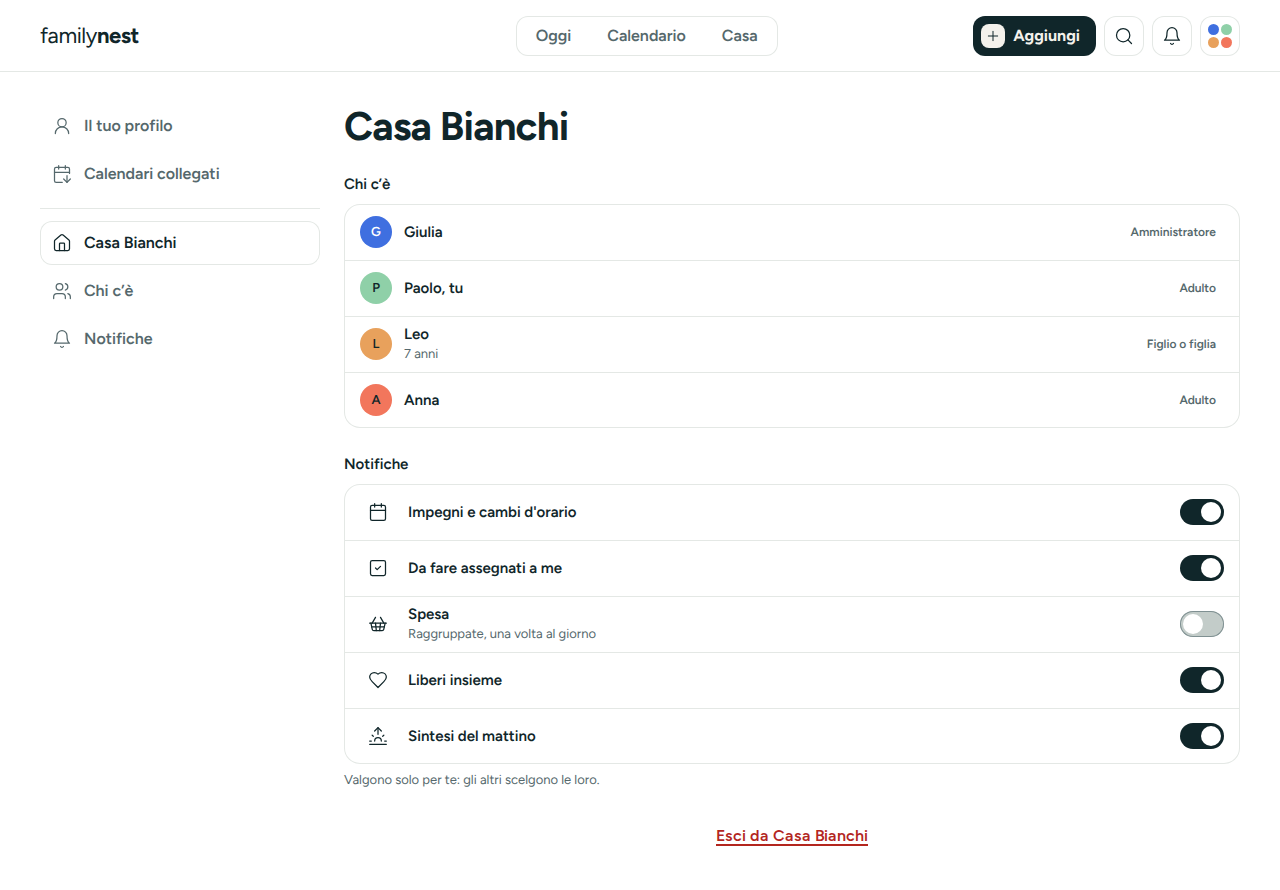 familynest
Oggi
Calendario
Casa
Aggiungi
Il tuo profilo
Calendari collegati
Casa Bianchi
Chi c’è
Notifiche
Casa Bianchi
Chi c’è
G
Giulia
Amministratore
P
Paolo, tu
Adulto
L
Leo
7 anni
Figlio o figlia
A
Anna
Adulto
Notifiche
Impegni e cambi d'orario
Da fare assegnati a me
Spesa
Raggruppate, una volta al giorno
Liberi insieme
Sintesi del mattino
Valgono solo per te: gli altri scelgono le loro.
Esci da Casa Bianchi